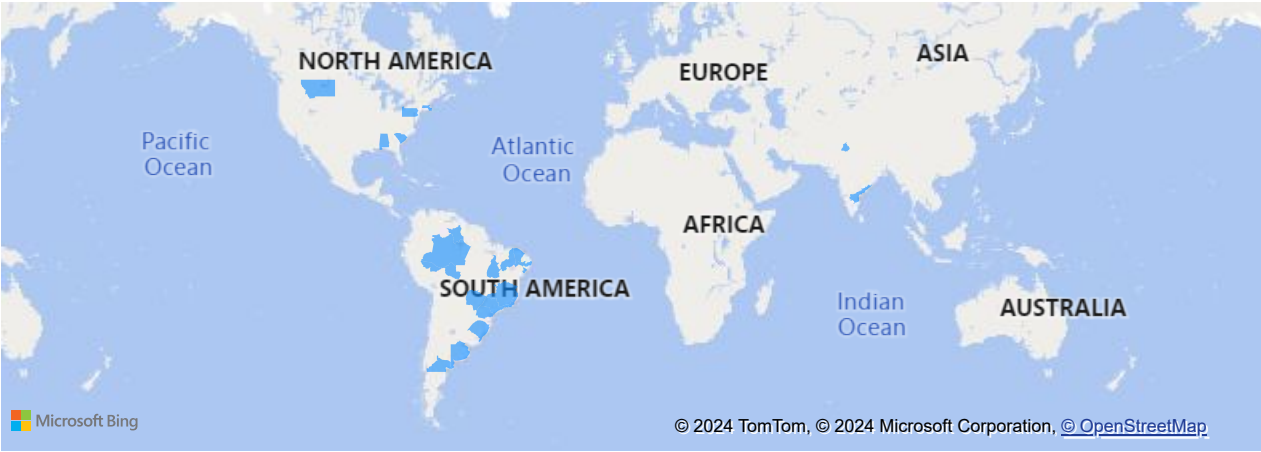 NORTH AMERICA
EUROPE
ASIA
Pacific
Ocean
Atlantic
Ocean
AFRICA
SOUTH AMERICA
Indian
Ocean
AUSTRALIA
Microsoft Bing
© 2024 TomTom, © 2024 Microsoft Corporation, © OpenStreetMap